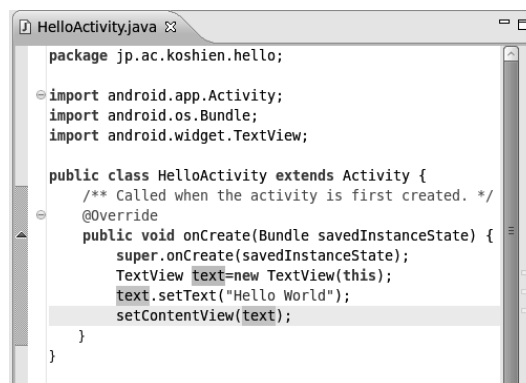 HelloActivity.java
package jp.ac.koshien.hello;
import android.app.Activity;
import android.os.Bundle;
import android.widget.TextView;
public class HelloActivity extends Activity {
/** Called when the activity is first created. */
@Override
public void onCreate(Bundle savedInstanceState) {
super.onCreate(savedInstanceState);
TextView text=new TextView(this);
text.setText("Hello World");
setContentView(text);
}
}